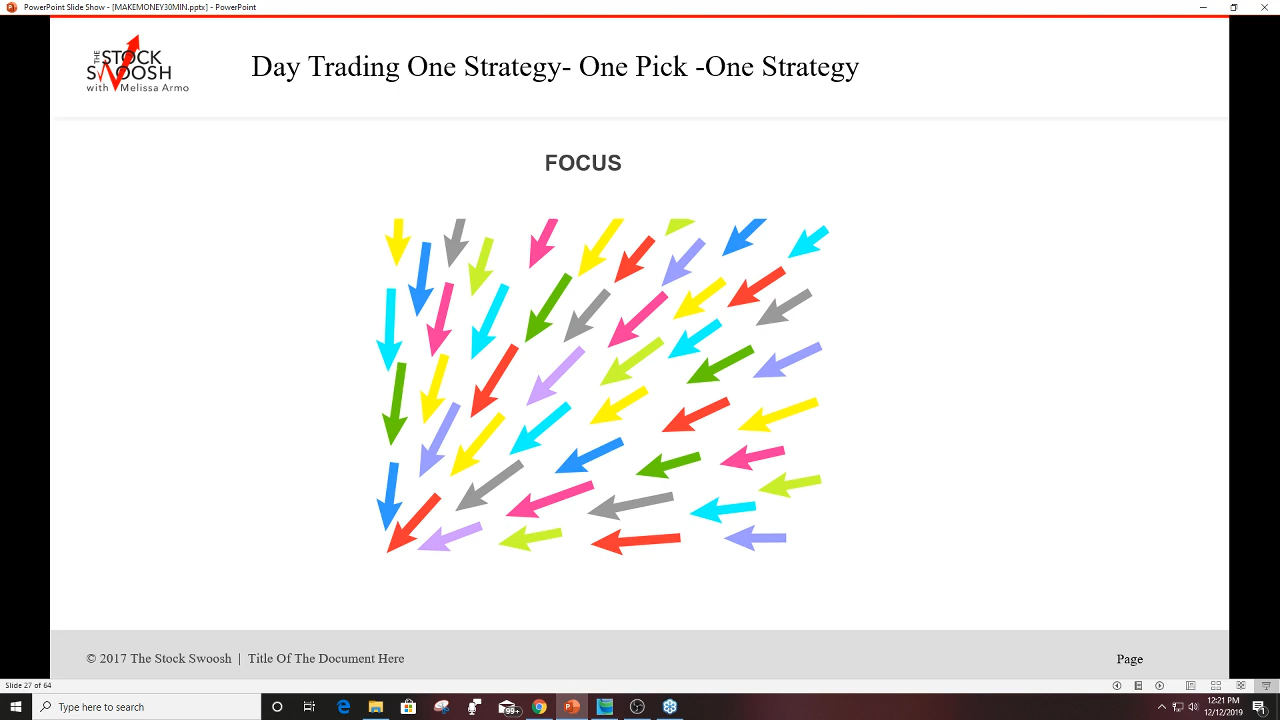 PowerPoint Slide Show - [MAKEMONEY30MIN.pptx] - PowerPoint
THE
STOCK
SWOOSH
with Melissa Armo
Day Trading One Strategy- One Pick -One Strategy
FOCUS
© 2017 The Stock Swoosh | Title Of The Document Here
Page
Slide 27 of 64
Type here to search
99+
12:21 PM
12/12/2019
1